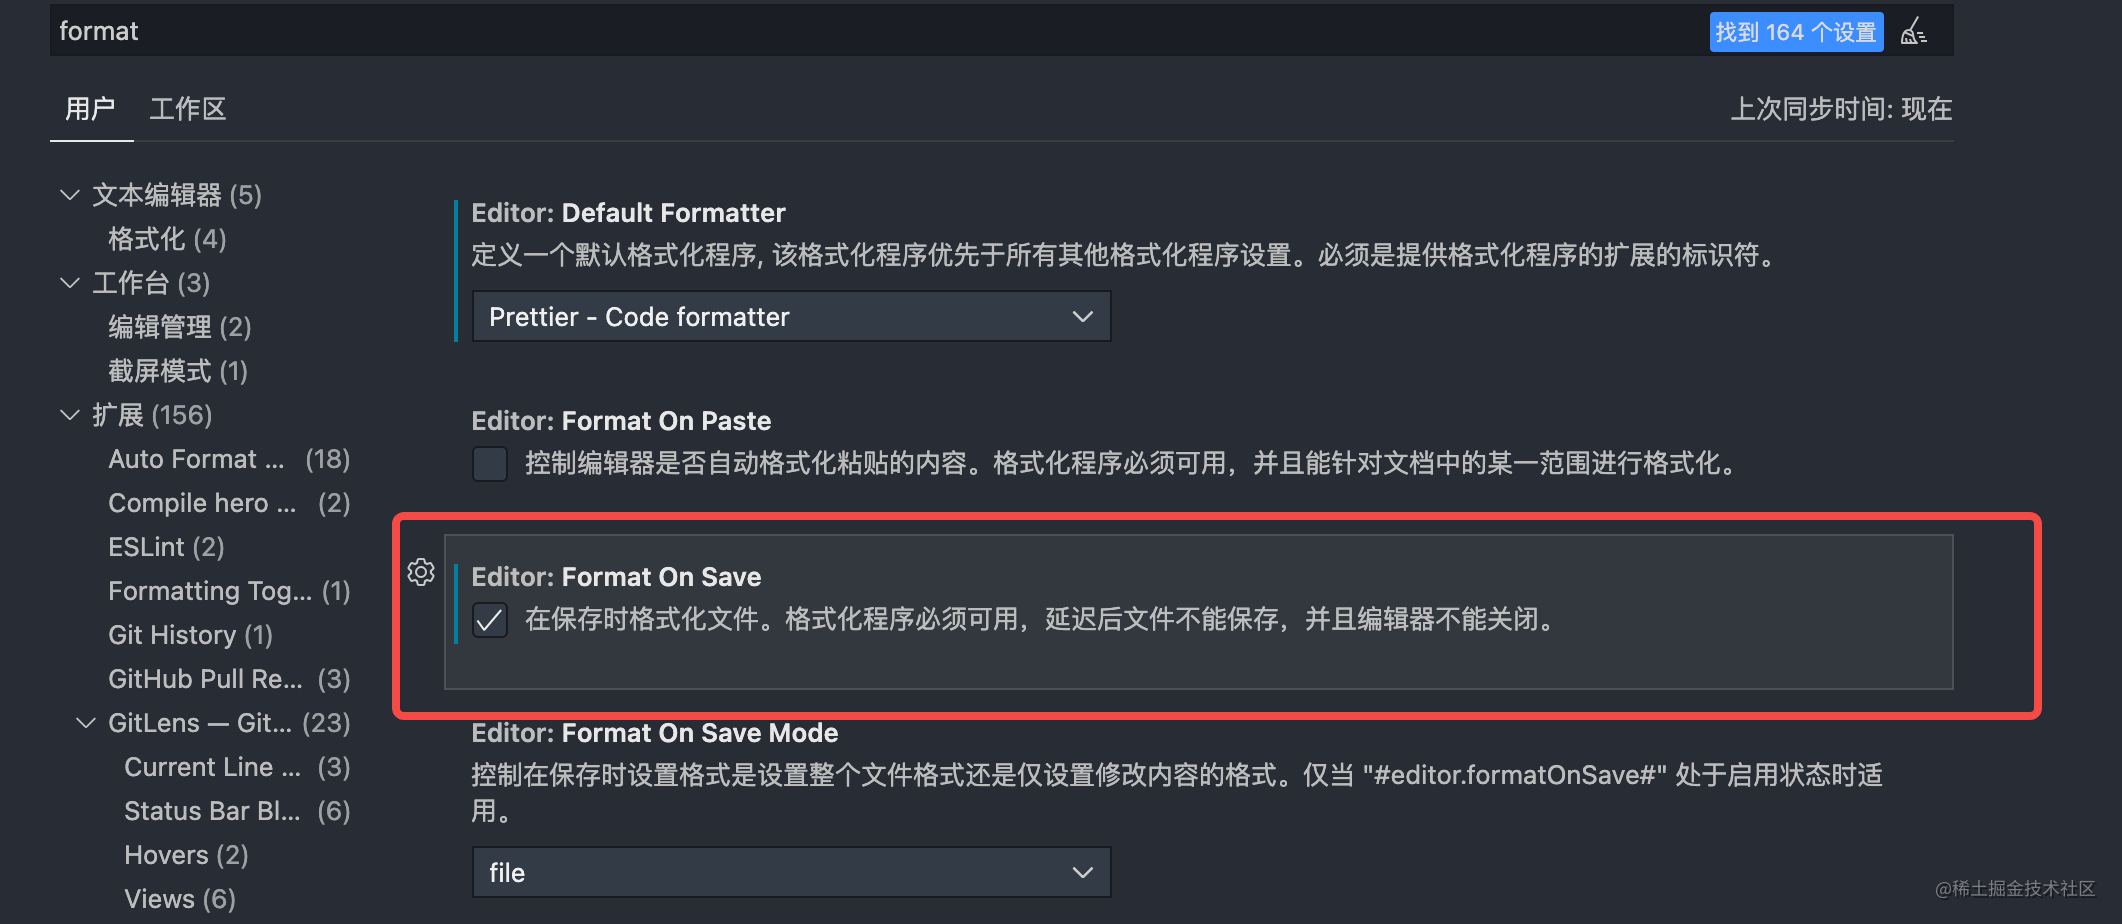 format
找到 164 个设置
用户 工作区
上次同步时间: 现在
文本编辑器 (5)
格式化 (4)
工作台 (3)
编辑管理 (2)
截屏模式 (1)
扩展 (156)
Auto Format ... (18)
Compile hero ... (2)
ESLint (2)
Formatting Tog... (1)
Git History (1)
GitHub Pull Re... (3)
GitLens — Git... (23)
Current Line ... (3)
Status Bar Bl... (6)
Hovers (2)
Views (6)
Editor: Default Formatter
定义一个默认格式化程序, 该格式化程序优先于所有其他格式化程序设置。必须是提供格式化程序的扩展的标识符。
Prettier - Code formatter
Editor: Format On Paste
控制编辑器是否自动格式化粘贴的内容。格式化程序必须可用，并且能针对文档中的某一范围进行格式化。
Editor: Format On Save
在保存时格式化文件。格式化程序必须可用，延迟后文件不能保存，并且编辑器不能关闭。
Editor: Format On Save Mode
控制在保存时设置格式是设置整个文件格式还是仅设置修改内容的格式。仅当 "#editor.formatOnSave#" 处于启用状态时适
用。
file
@稀土掘金技术社区